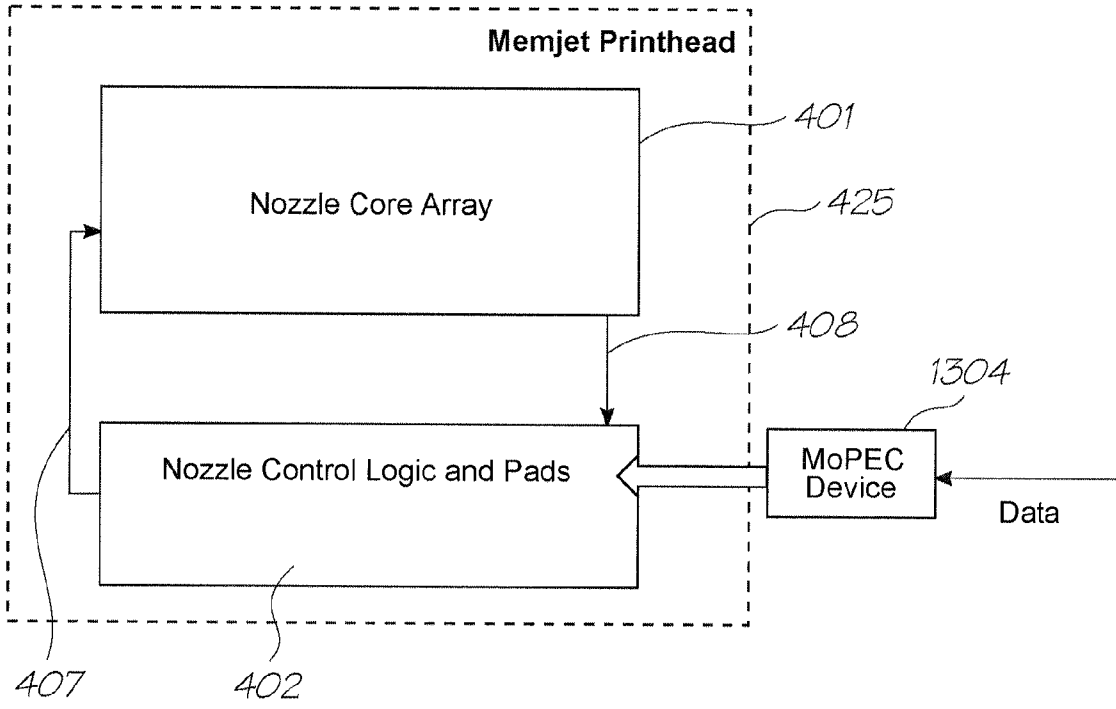 Memjet Printhead
401
Nozzle Core Array
425
408
1304
Nozzle Control Logic and Pads
MoPEC
Device
Data
407
402